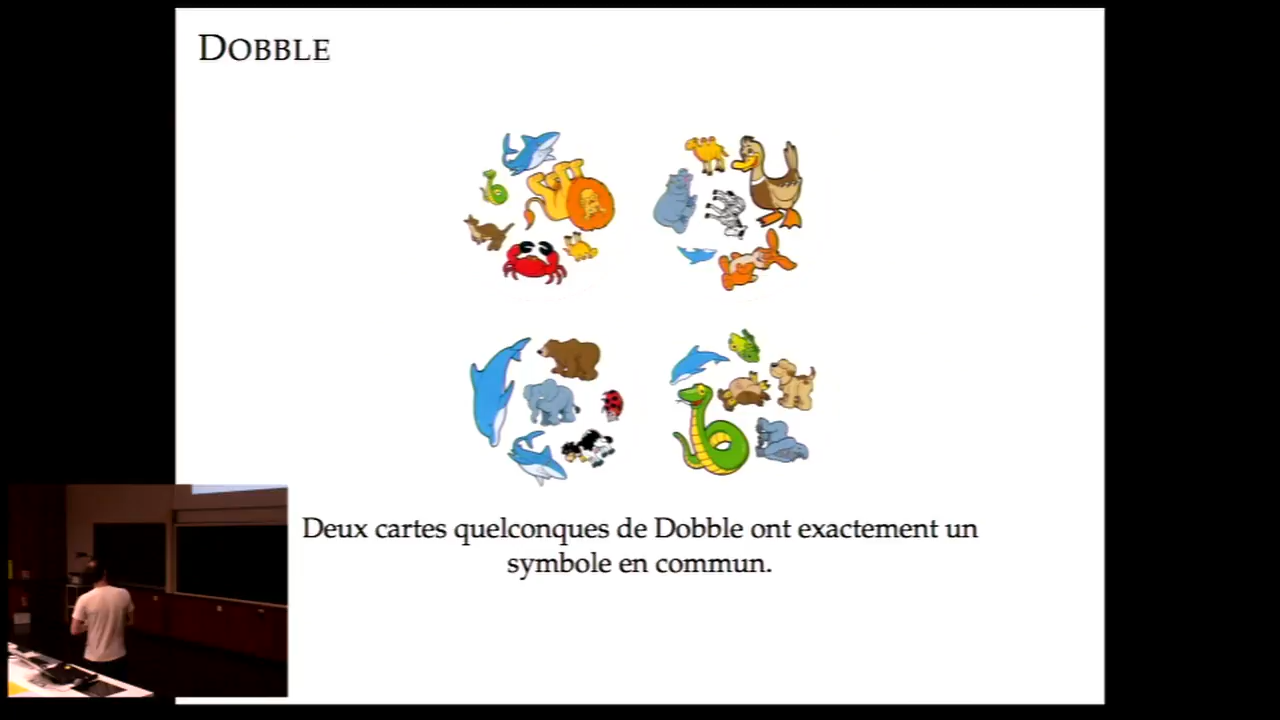 DOBBLE
Deux cartes quelconques de Dobble ont exactement un
symbole en commun.